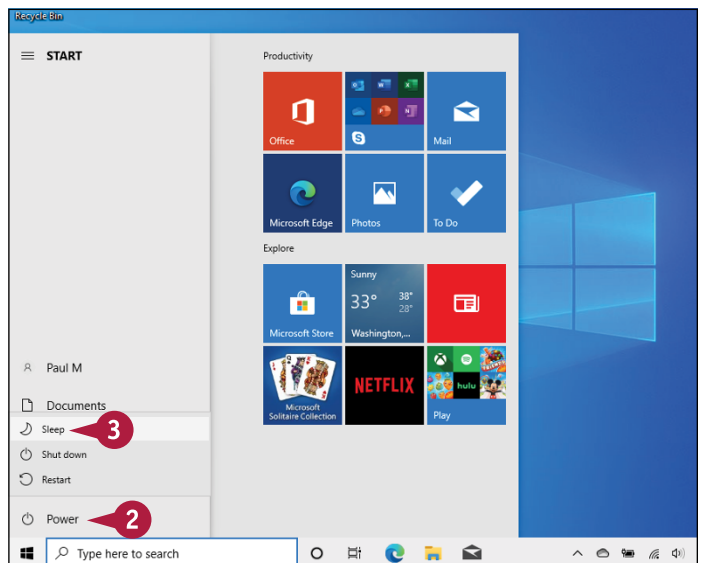 Recycle Bin
START
Productivity
Office
Mail
Microsoft Edge
Photos
To Do
Explore
Microsoft Store
Sunny
33° 38°
28°
Washington,...
Microsoft
Solitaire Collection
NETFLIX
hulu
Play
Paul M
Documents
Sleep
3
Shut down
Restart
Power
2
Type here to search